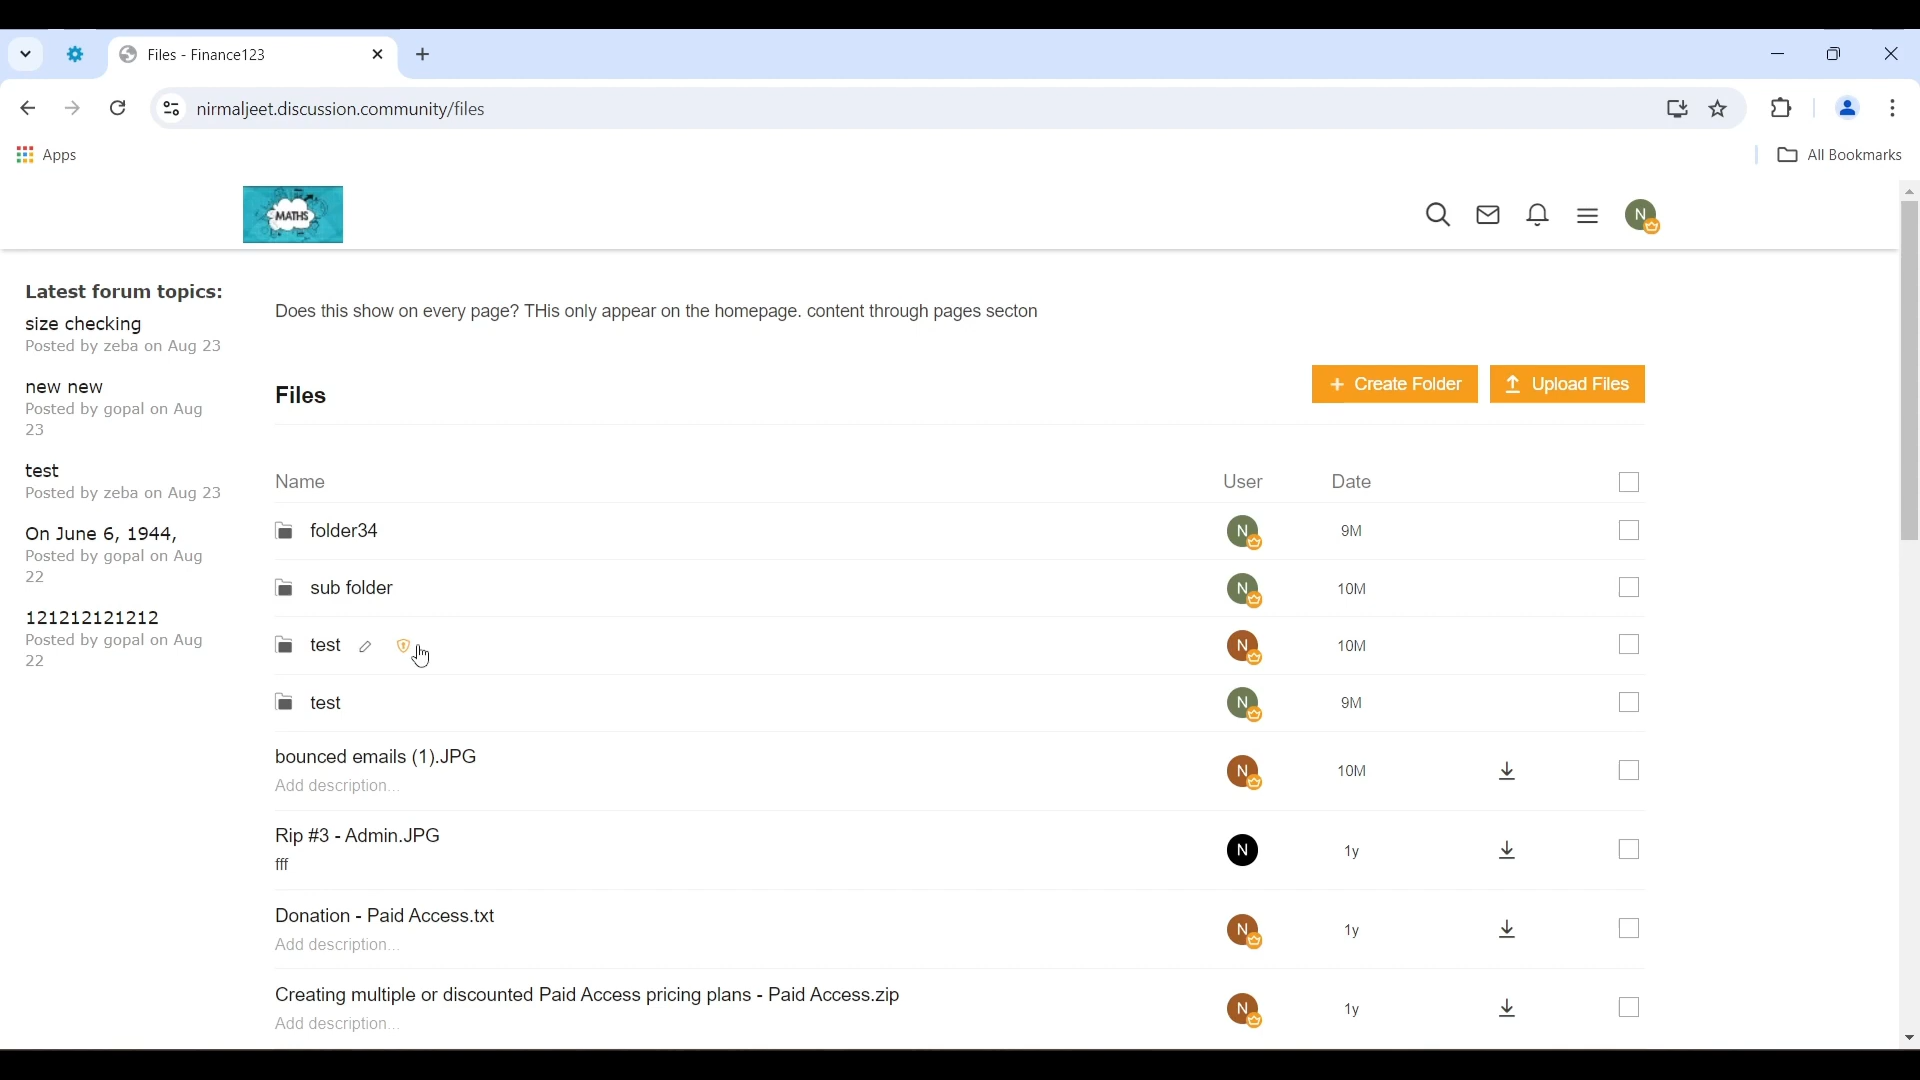 Files - Finance123
nirmaljeet.discussion.community/files
Apps
All Bookmarks
MATHS
N
Latest forum topics:
size checking
Posted by zeba on Aug 23
new new
Posted by gopal on Aug
23
test
Posted by zeba on Aug 23
On June 6, 1944,
Posted by gopal on Aug
22
121212121212
Posted by gopal on Aug
22
Does this show on every page? THis only appear on the homepage. content through pages secton
Files
Create Folder
Upload Files
Name User Date
folder34 N 9M
sub folder N 10M
test N 10M
test N 9M
bounced emails (1).JPG N 10M
Add description...
Rip #3 - Admin.JPG N 1y
fff
Donation - Paid Access.txt N 1y
Add description...
Creating multiple or discounted Paid Access pricing plans - Paid Access.zip N 1y
Add description...